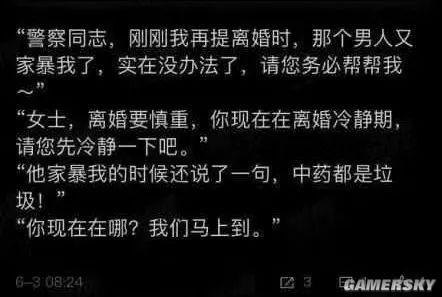 “警察同志，刚刚我再提离婚时，那个男人又
家暴我了，实在没办法了，请您务必帮帮我
～”
“女士，离婚要慎重，你现在在离婚冷静期，
请您先冷静一下吧。”
“他家暴我的时候还说了一句，中药都是垃
圾！”
“你现在在哪？我们马上到。”
6-3 08:24
3
GAMERSKY